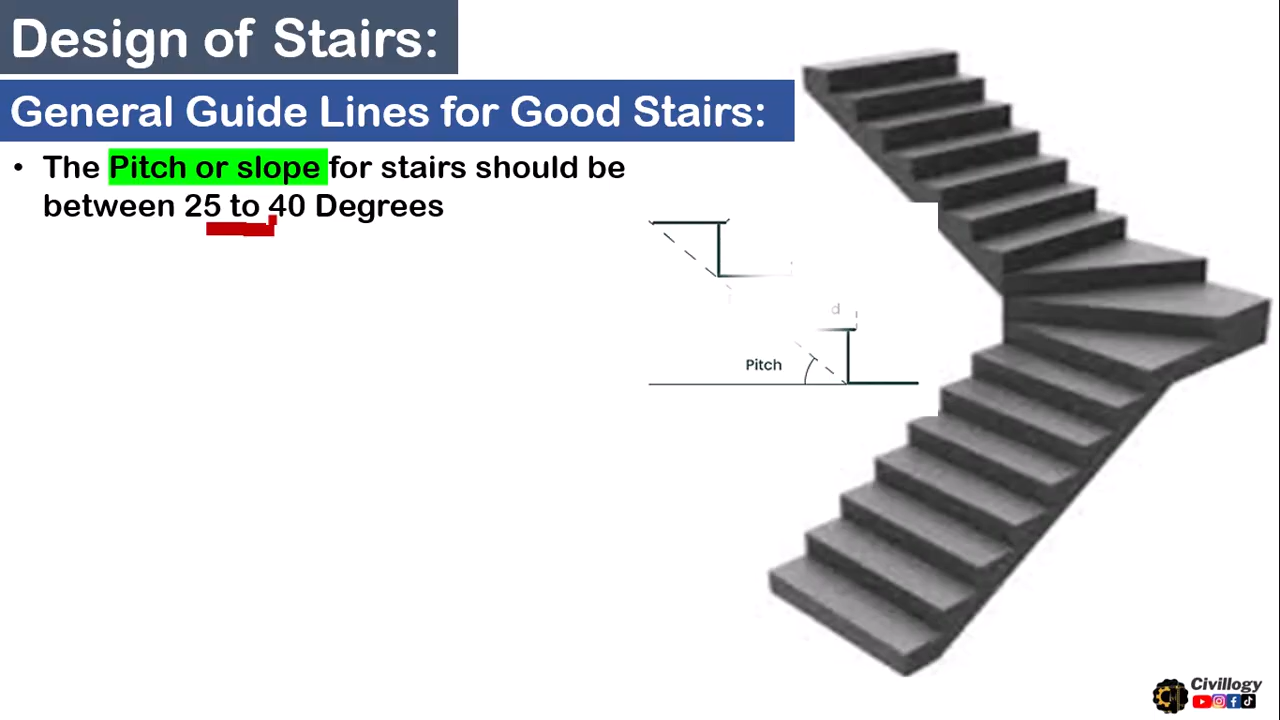 Design of Stairs:
General Guide Lines for Good Stairs:
• The Pitch or slope for stairs should be
between 25 to 40 Degrees
d
Pitch
Civillogy